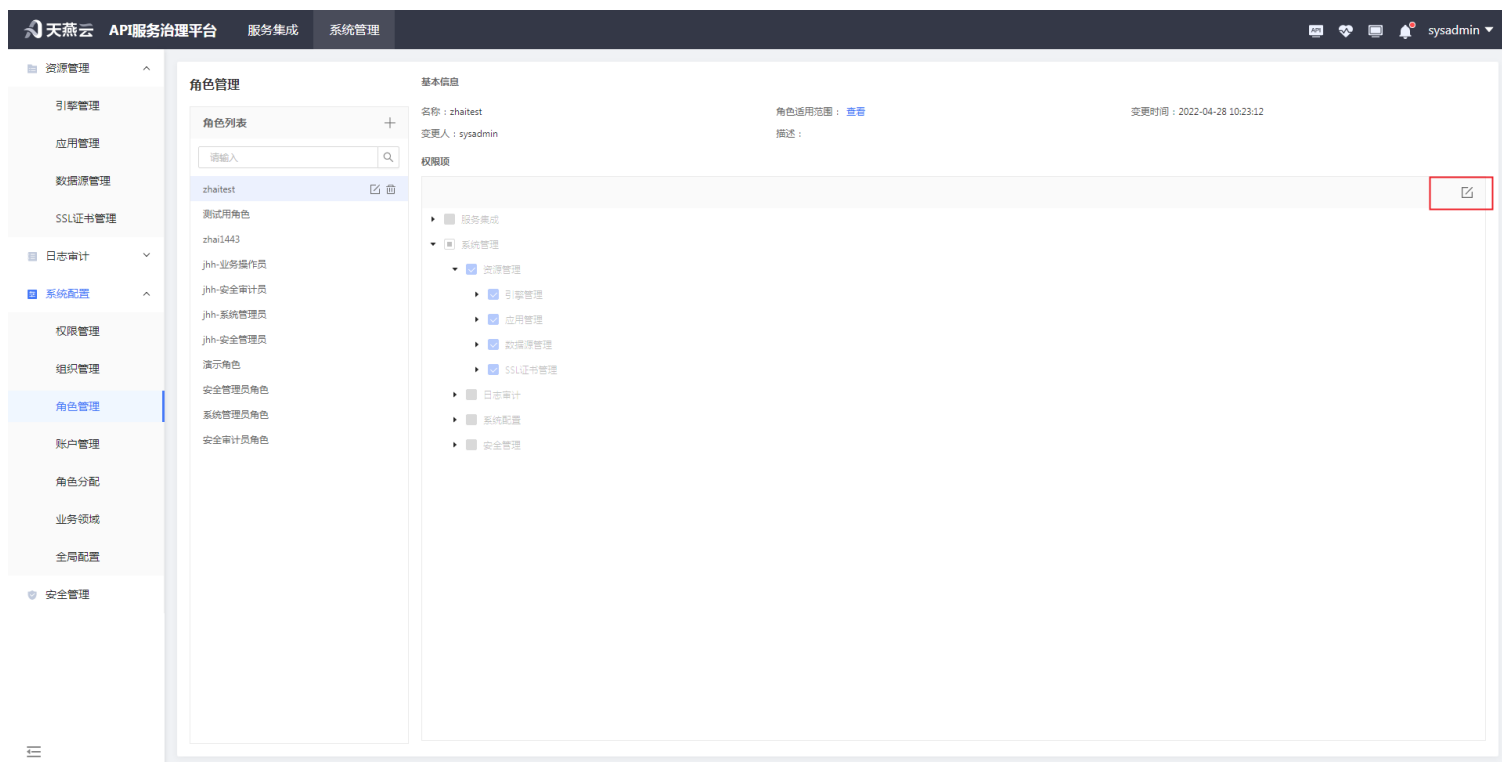 天燕云 API服务治理平台 服务集成 系统管理 API sysadmin
资源管理
引擎管理
应用管理
数据源管理
SSL证书管理
日志审计
系统配置
权限管理
组织管理
角色管理
账户管理
角色分配
业务领域
全局配置
安全管理
角色管理
角色列表
请输入
zhaitest
测试用角色
zhai1443
jhh-业务操作员
jhh-安全审计员
jhh-系统管理员
jhh-安全管理员
演示角色
安全管理员角色
系统管理员角色
安全审计员角色
基本信息
名称：zhaitest 角色适用范围： 查看 变更时间：2022-04-28 10:23:12
变更人：sysadmin 描述：
权限项
服务集成
系统管理
资源管理
引擎管理
应用管理
数据源管理
SSL证书管理
日志审计
系统配置
安全管理